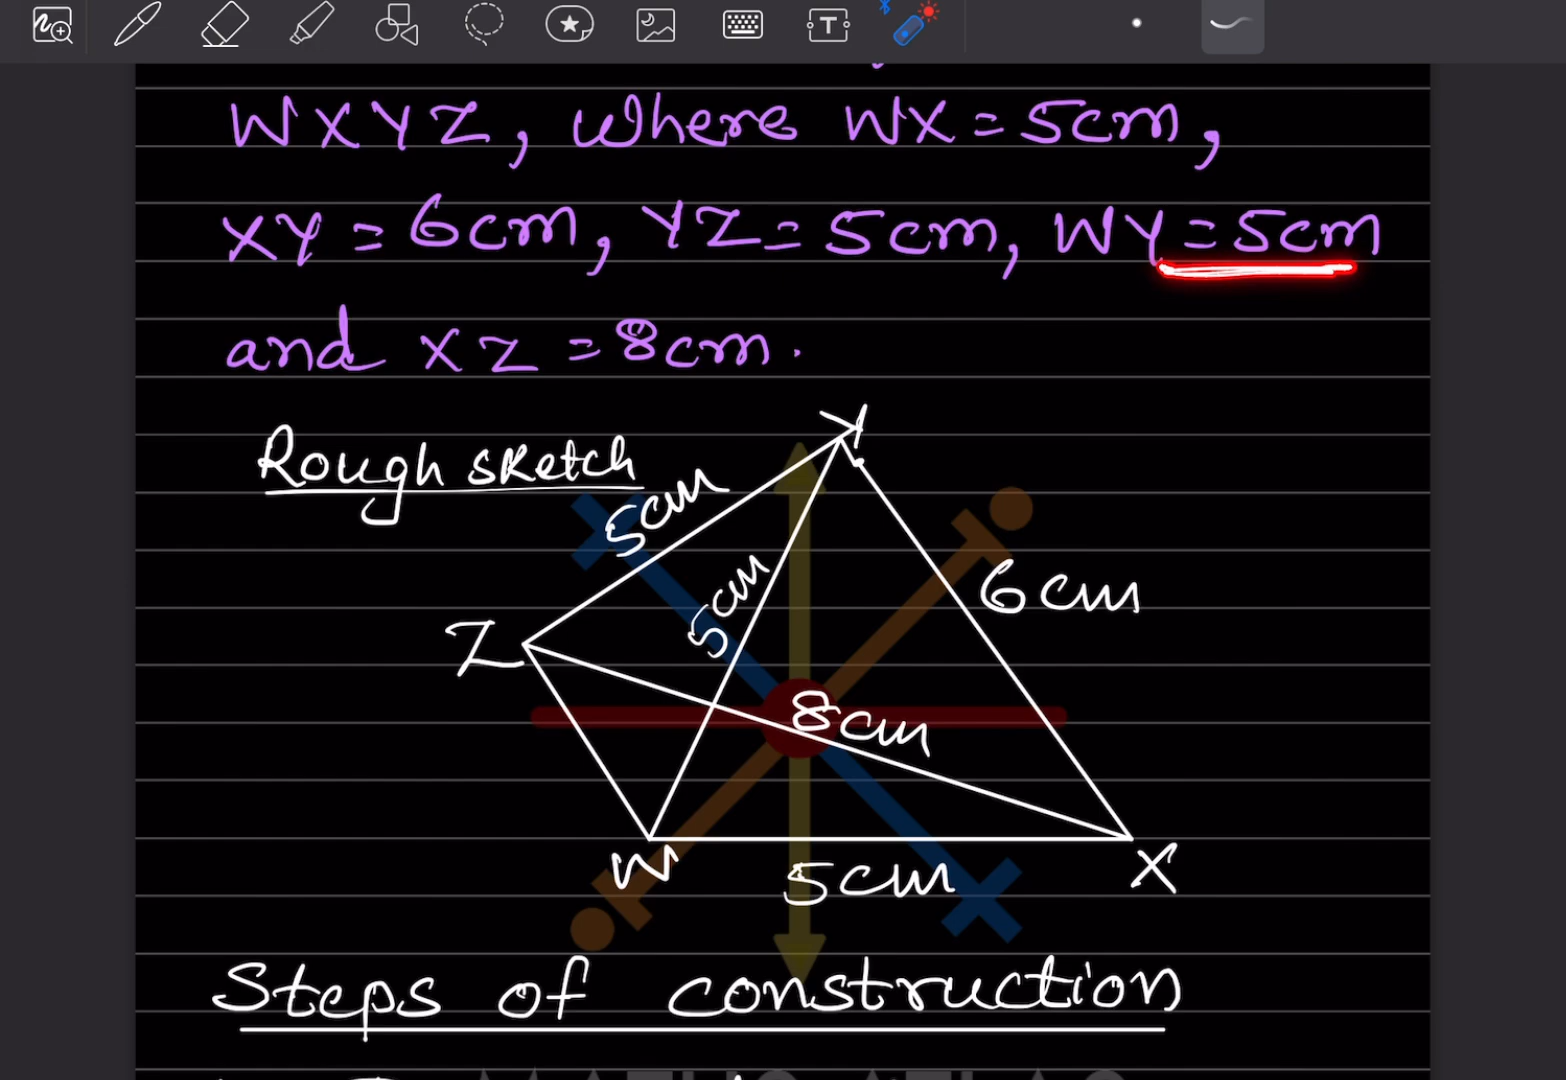 WXYZ, where WX = 5cm,
XY = 6cm, YZ = 5cm, WY = 5cm
and XZ = 8cm.
Rough sketch
Y
5cm
5cm
6cm
Z
8cm
W
5cm
X
Steps of construction